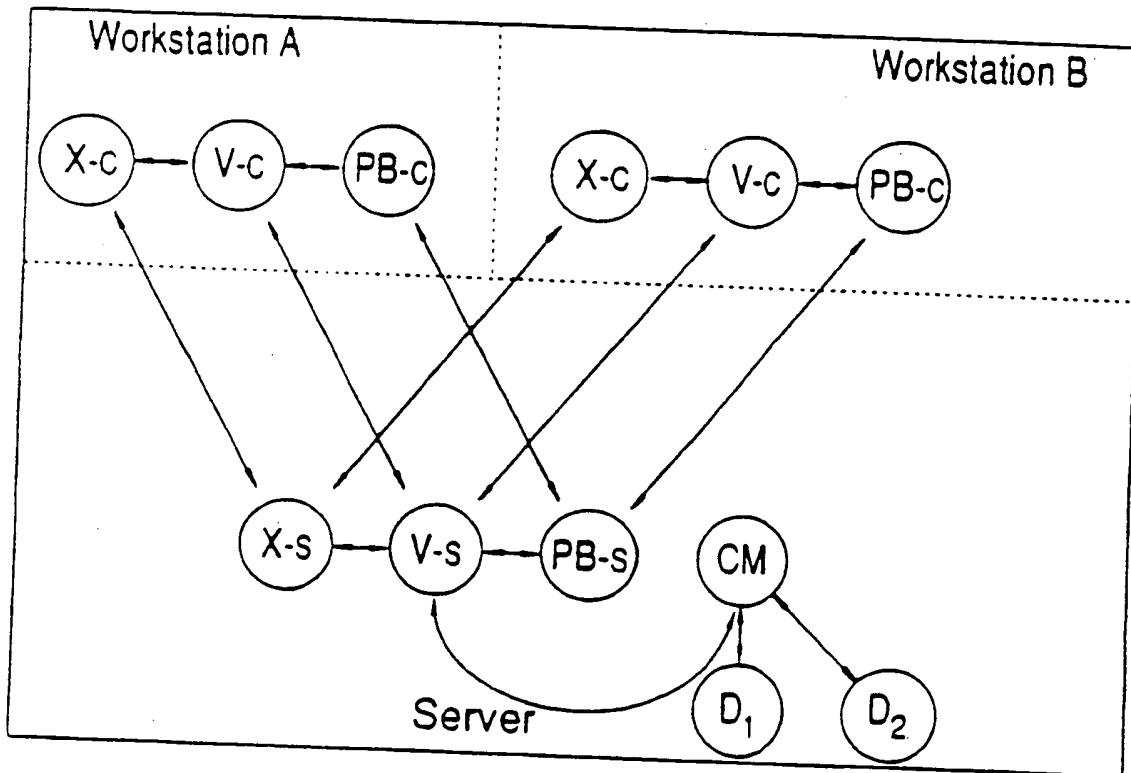 Workstation A
Workstation B
X-c
V-c
PB-c
X-c
V-c
PB-c
X-s
V-s
PB-s
CM
Server
D1
D2